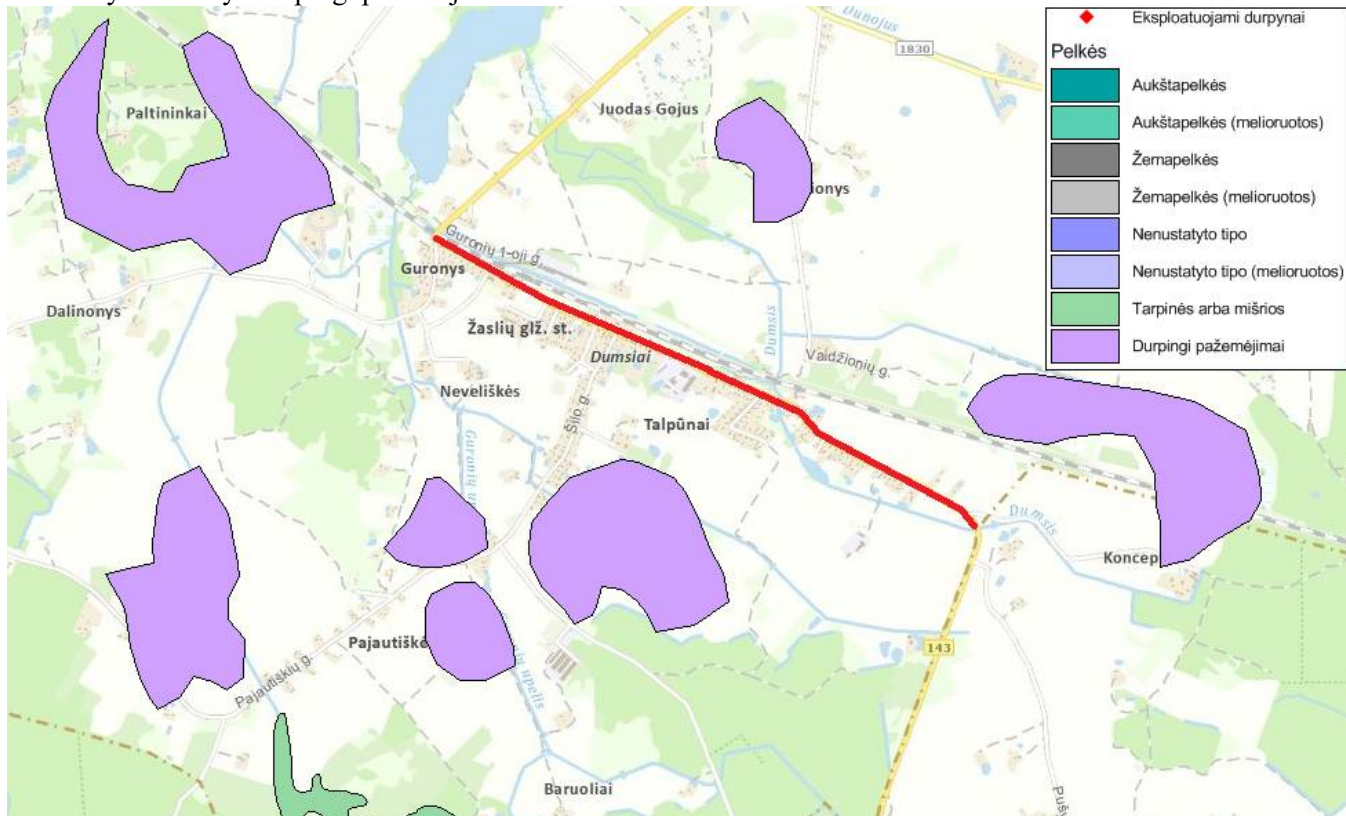 Dunojus
1830
Paltininkai
Juodas Gojus
Guronių 1-oji g.
Guronys
Dalinonys
Žaslių glž. st.
Dumsiai
Dumsis
Vaidžionių g.
Neveliškės
Šilo g.
Talpūnai
Dumsis
Pajautiškių g.
143
Baruoliai
Eksploatuojami durpynai
Pelkės
Aukštapelkės
Aukštapelkės (melioruotos)
Žemapelkės
Žemapelkės (melioruotos)
Nenustatyto tipo
Nenustatyto tipo (melioruotos)
Tarpinės arba mišrios
Durpingi pažemėjimai